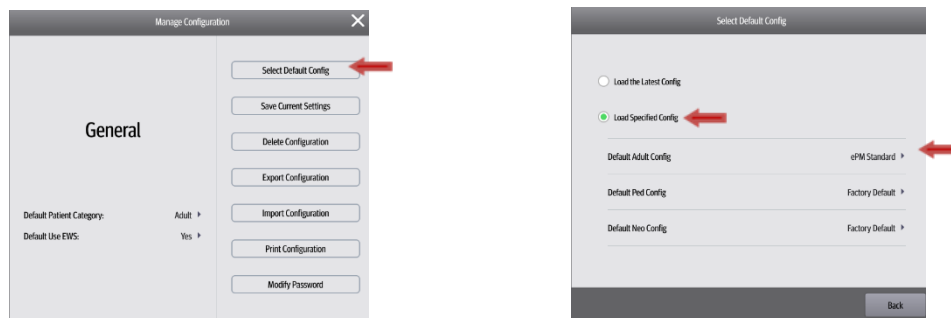 Manage Configuration
Select Default Config
Save Current Settings
General
Delete Configuration
Export Configuration
Default Patient Category: Adult
Import Configuration
Default Use EWS: Yes
Print Configuration
Modify Password
Select Default Config
Load the Latest Config
Load Specified Config
Default Adult Config ePM Standard
Default Ped Config Factory Default
Default Neo Config Factory Default
Back